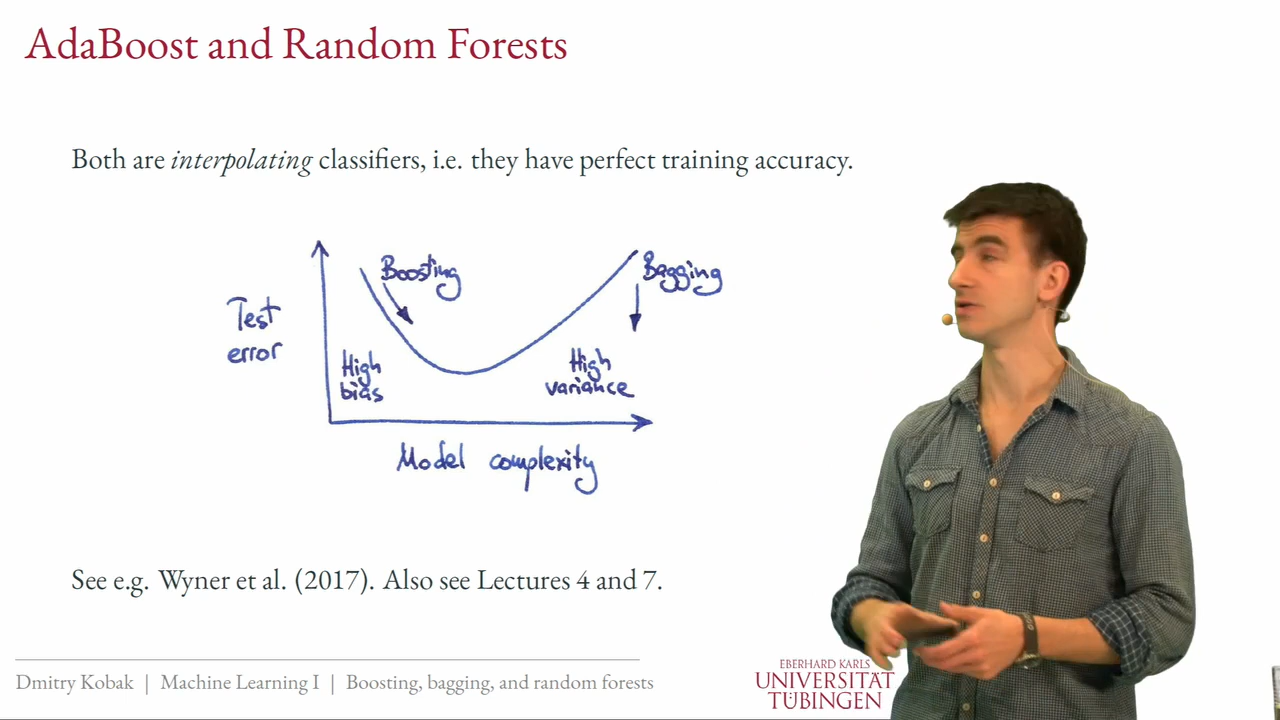 AdaBoost and Random Forests
Both are interpolating classifiers, i.e. they have perfect training accuracy.
Boosting
Bagging
Test
error
High
bias
High
variance
Model complexity
See e.g. Wyner et al. (2017). Also see Lectures 4 and 7.
Dmitry Kobak | Machine Learning I | Boosting, bagging, and random forests
EBERHARD KARLS
UNIVERSITÄT
TÜBINGEN